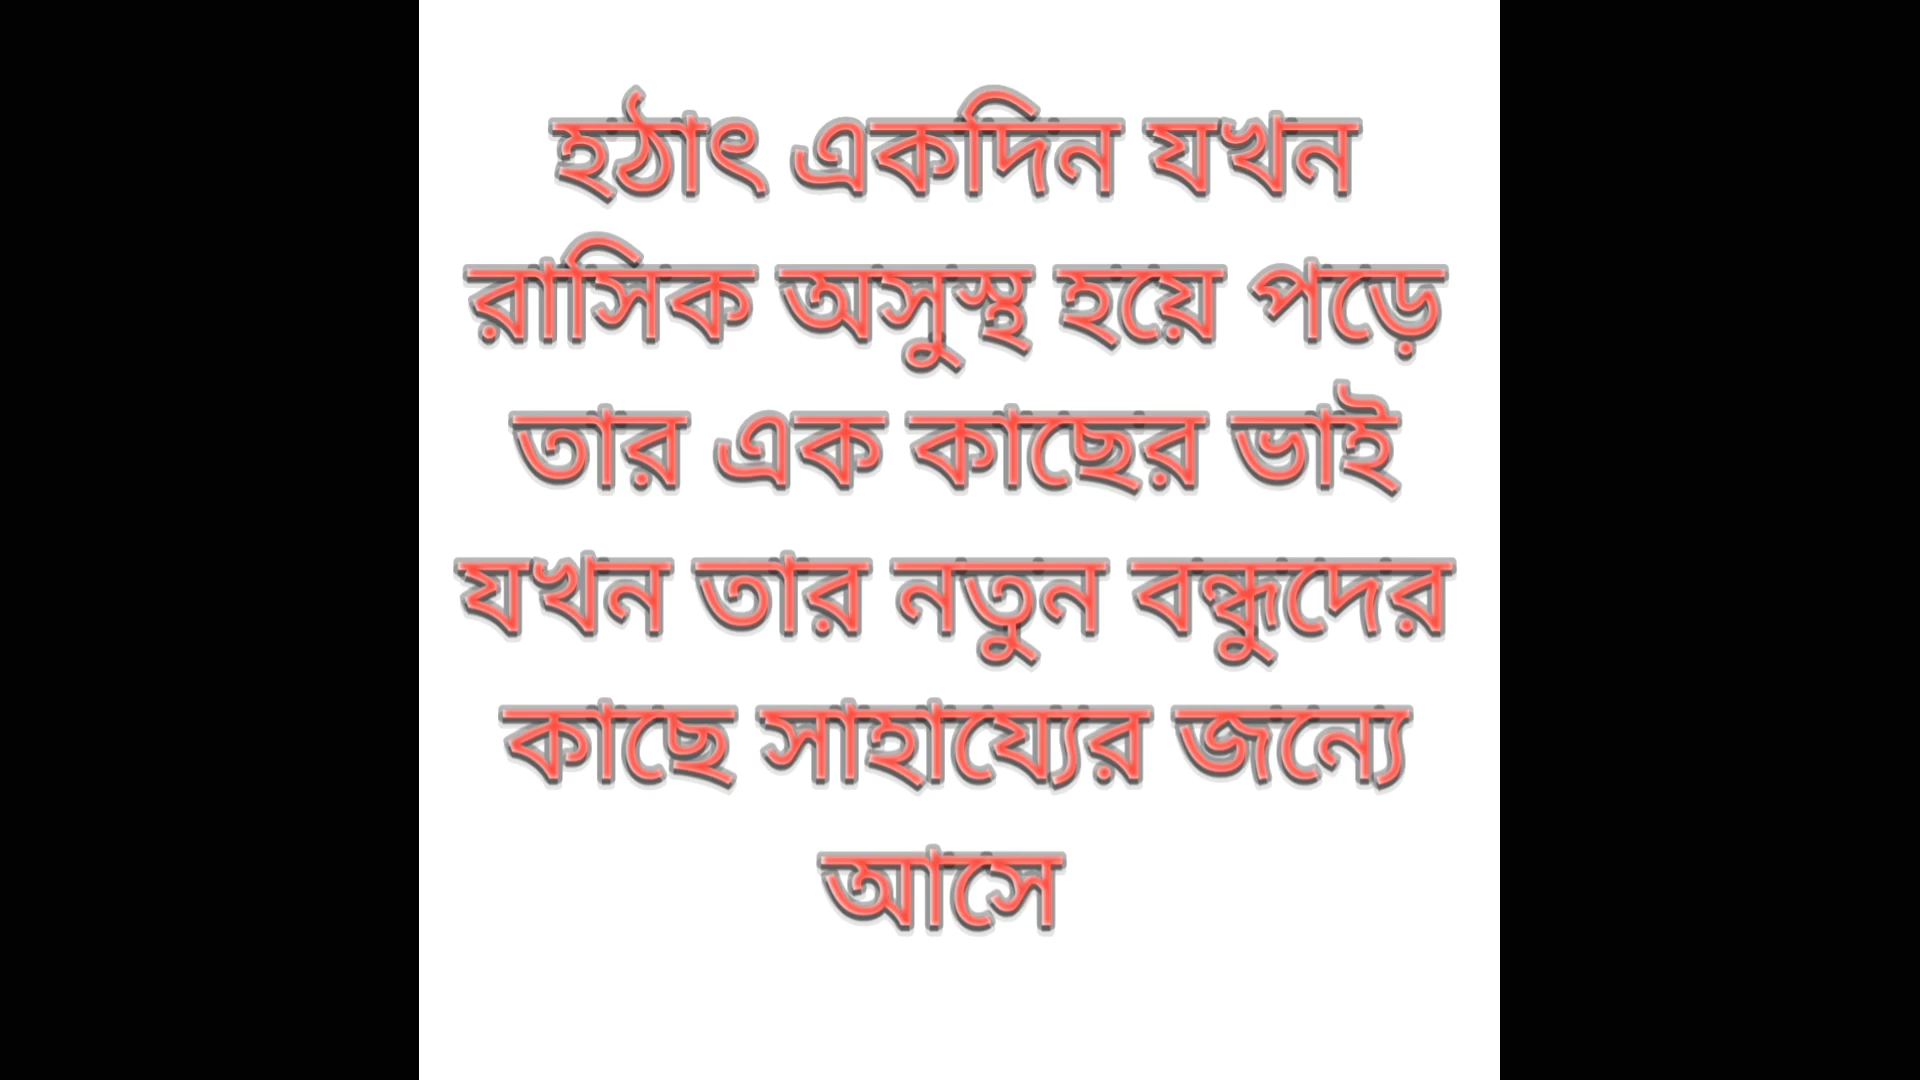 হঠাৎ একদিন যখন
রাসিক অসুস্থ হয়ে পড়ে
তার এক কাছের ভাই
যখন তার নতুন বন্ধুদের
কাছে সাহায্যের জন্যে
আসে